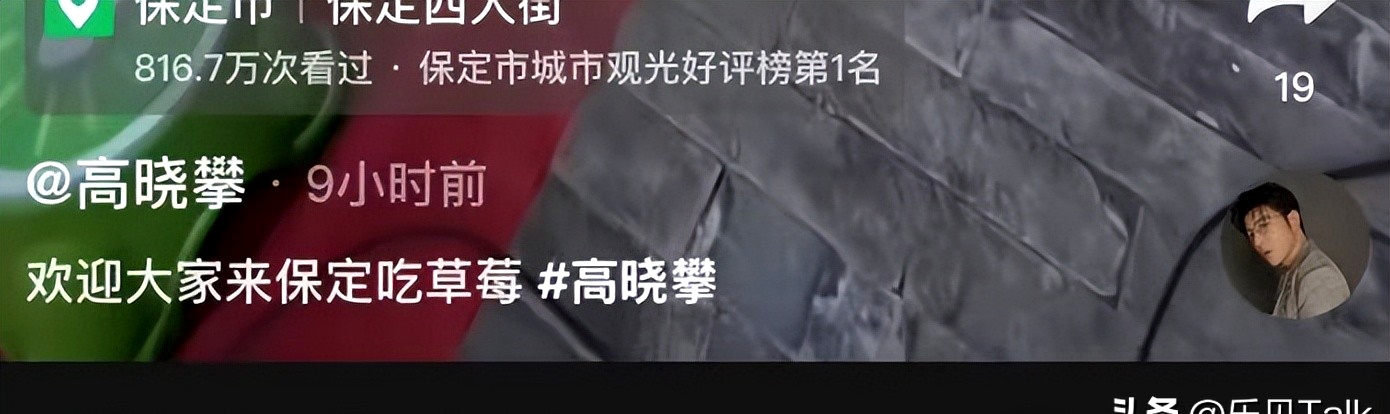 保定市 | 保定西大街
816.7万次看过 · 保定市城市观光好评榜第1名
19
@高晓攀 · 9小时前
欢迎大家来保定吃草莓 #高晓攀
头条 @乐见Talk